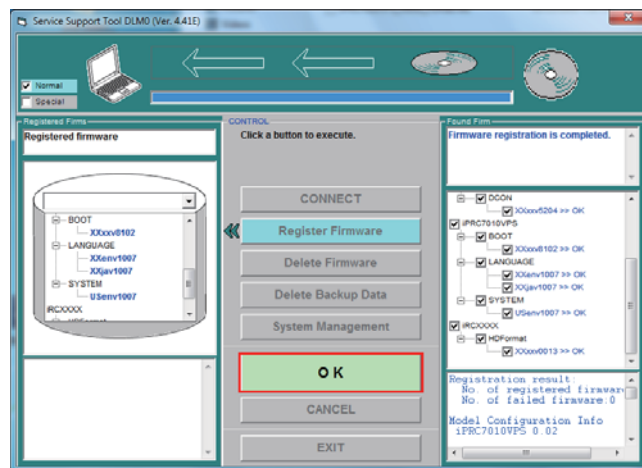 Service Support Tool DLM0 (Ver. 4.41E)
Normal
Special
Registered Firms
Registered firmware
BOOT
XXxxv8102
LANGUAGE
XXenv1007
XXjav1007
SYSTEM
USenv1007
iRCXXXX
CONTROL
Click a button to execute.
CONNECT
Register Firmware
Delete Firmware
Delete Backup Data
System Management
OK
CANCEL
EXIT
Found Firm
Firmware registration is completed.
DCON
XXxxv5204 >> OK
iPRC7010VPS
BOOT
XXxxv8102 >> OK
LANGUAGE
XXenv1007 >> OK
XXjav1007 >> OK
SYSTEM
USenv1007 >> OK
iRCXXXX
HDFormat
XXxxv0013 >> OK
Registration result:
No. of registered firmwar
No. of failed firmware:0
Model Configuration Info
iPRC7010VPS 0.02